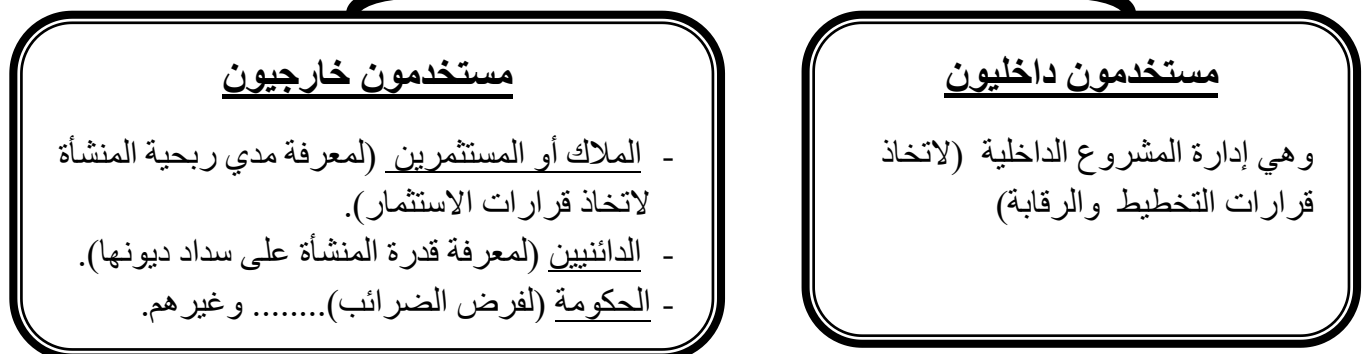 مستخدمون داخليون
وهي إدارة المشروع الداخلية (لاتخاذ
قرارات التخطيط والرقابة)
مستخدمون خارجيون
- الملاك أو المستثمرين (لمعرفة مدي ربحية المنشأة
لاتخاذ قرارات الاستثمار).
- الدائنيين (لمعرفة قدرة المنشأة على سداد ديونها).
- الحكومة (لفرض الضرائب)........ وغيرهم.